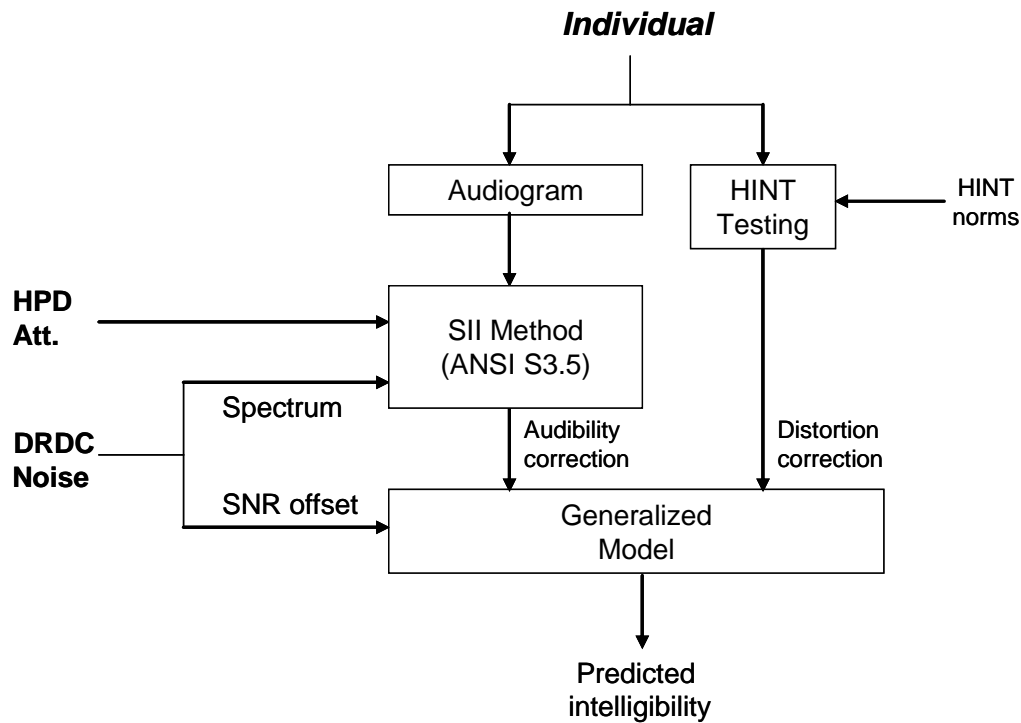 Individual
Audiogram
HINT
Testing
HINT
norms
HPD
Att.
SII Method
(ANSI S3.5)
Spectrum
DRDC
Noise
Audibility
correction
Distortion
correction
SNR offset
Generalized
Model
Predicted
intelligibility